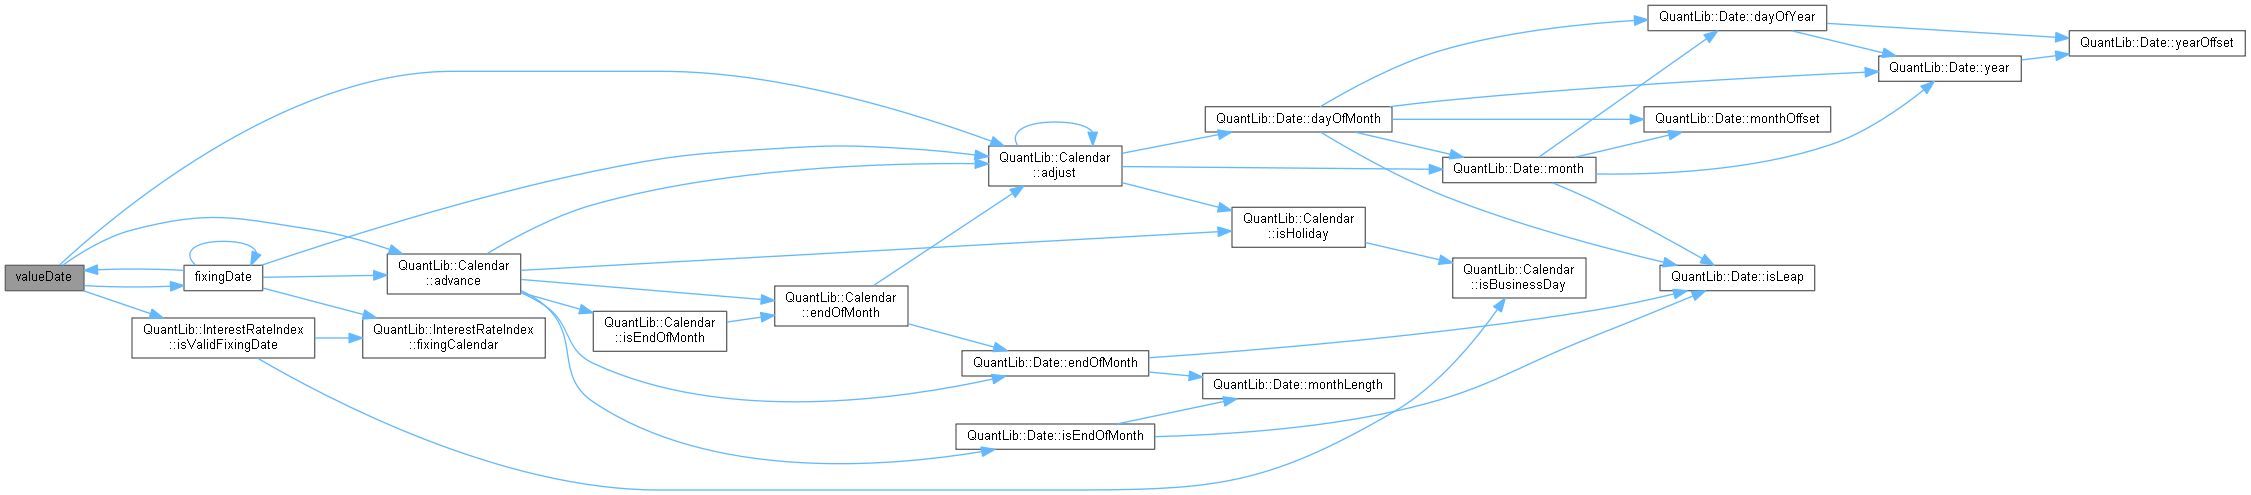 valueDate
fixingDate
QuantLib::InterestRateIndex
::isValidFixingDate
QuantLib::Calendar
::advance
QuantLib::InterestRateIndex
::fixingCalendar
QuantLib::Calendar
::isEndOfMonth
QuantLib::Calendar
::endOfMonth
QuantLib::Calendar
::adjust
QuantLib::Date::endOfMonth
QuantLib::Date::isEndOfMonth
QuantLib::Date::dayOfMonth
QuantLib::Calendar
::isHoliday
QuantLib::Date::monthLength
QuantLib::Date::month
QuantLib::Calendar
::isBusinessDay
QuantLib::Date::dayOfYear
QuantLib::Date::monthOffset
QuantLib::Date::isLeap
QuantLib::Date::year
QuantLib::Date::yearOffset